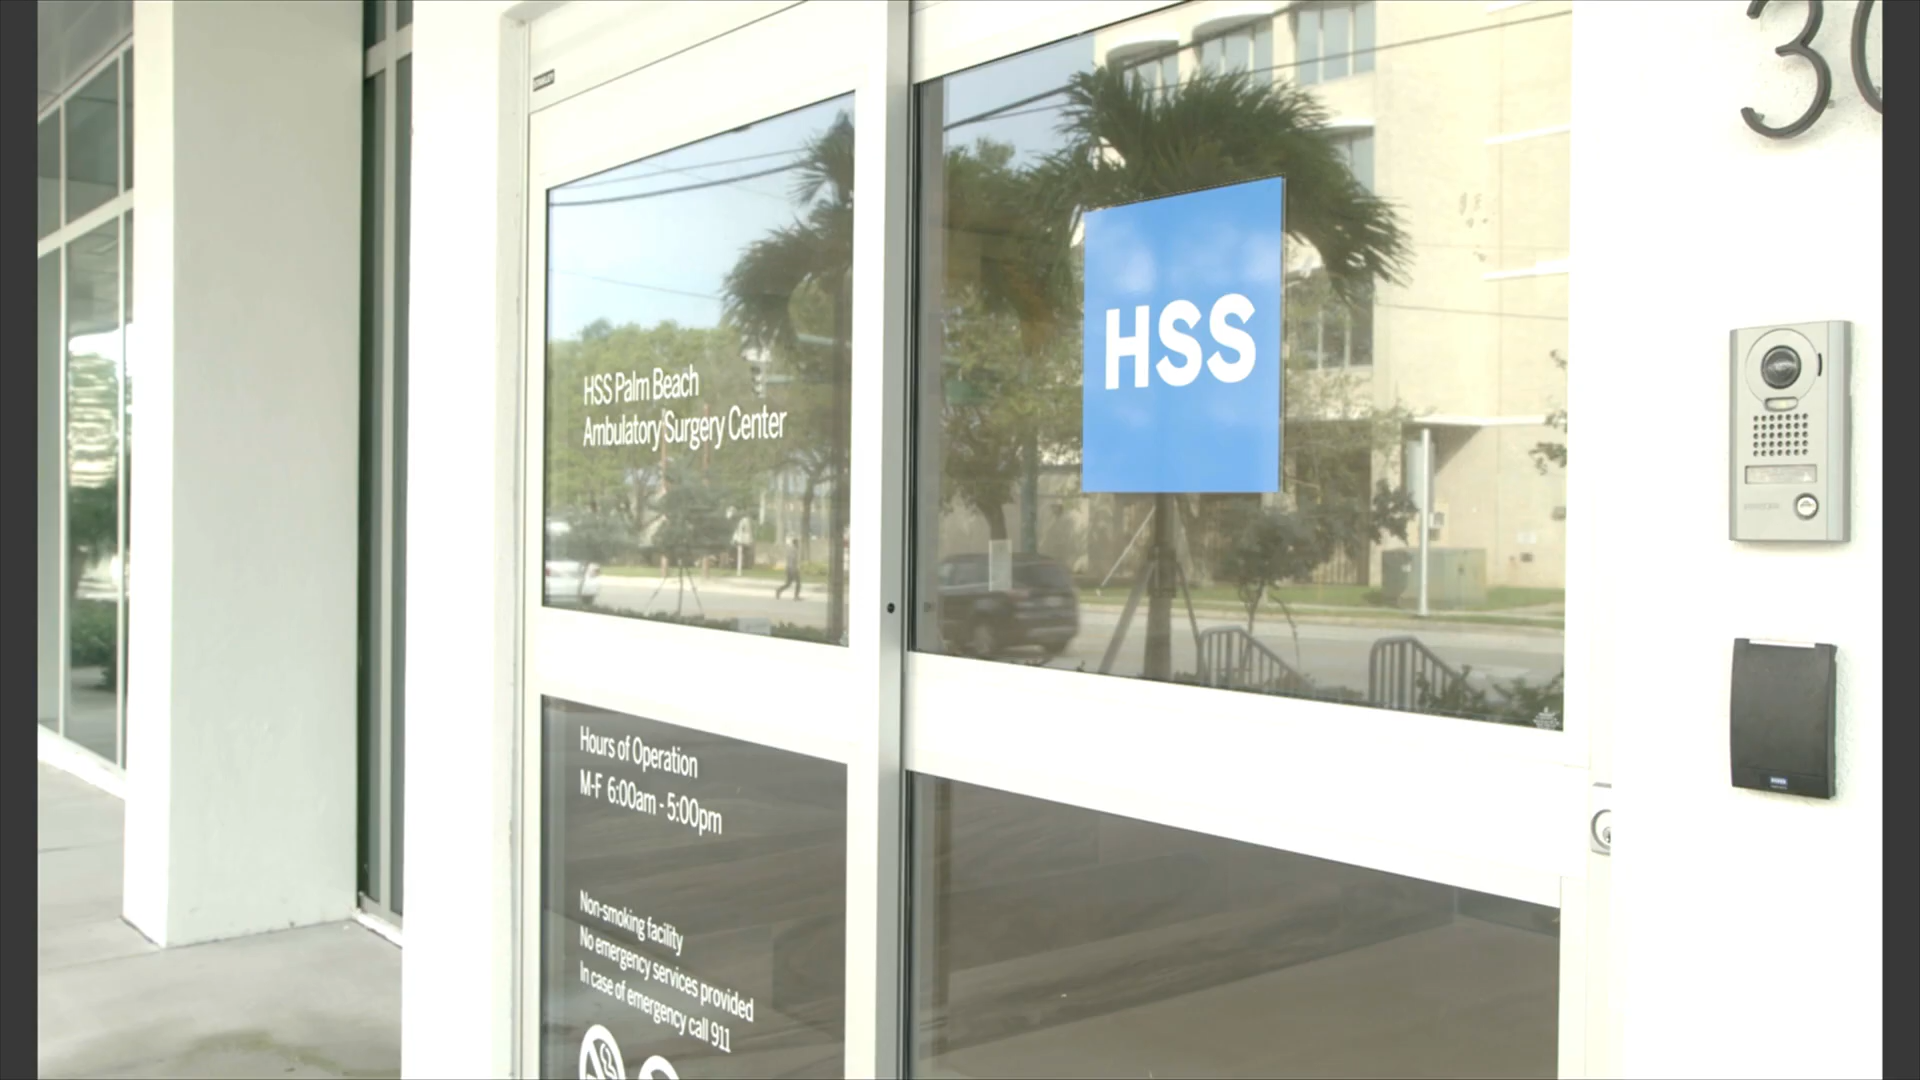 HSS Palm Beach
Ambulatory Surgery Center
HSS
30
Hours of Operation
M-F 6:00am - 5:00pm
Non-smoking facility
No emergency services provided
In case of emergency call 911